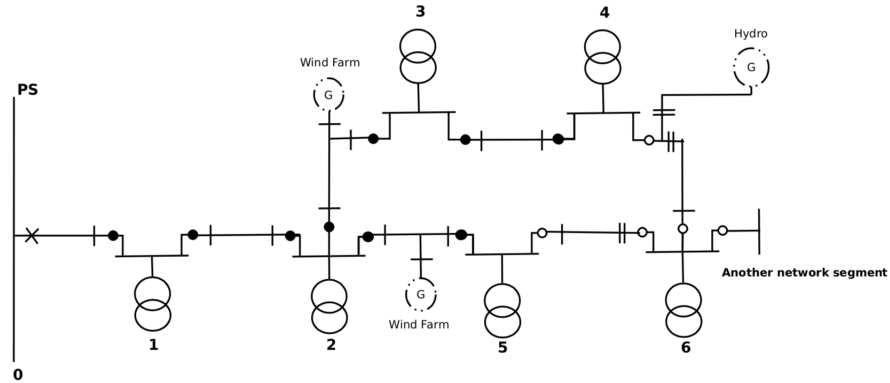 3
4
Hydro
G
Wind Farm
G
PS
Another network segment
G
Wind Farm
1
2
5
6
0